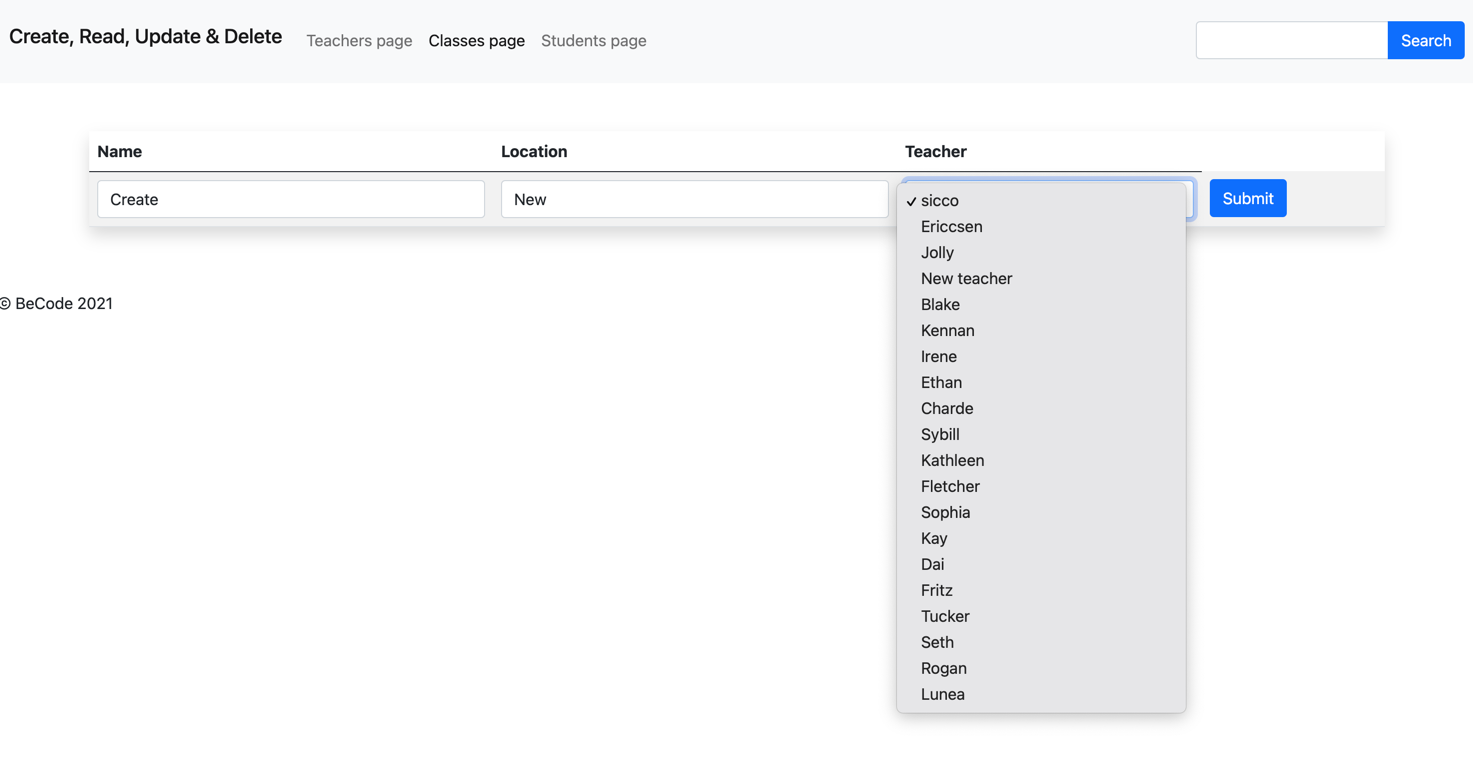 Create, Read, Update & Delete Teachers page Classes page Students page Search
Name Location Teacher
Create New ✓ sicco Submit
Ericcsen
Jolly
New teacher
Blake
Kennan
Irene
Ethan
Charde
Sybill
Kathleen
Fletcher
Sophia
Kay
Dai
Fritz
Tucker
Seth
Rogan
Lunea
© BeCode 2021